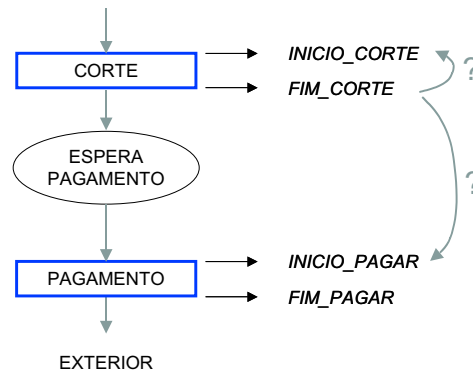 CORTE
INICIO_CORTE
FIM_CORTE
?
ESPERA
PAGAMENTO
?
PAGAMENTO
INICIO_PAGAR
FIM_PAGAR
EXTERIOR